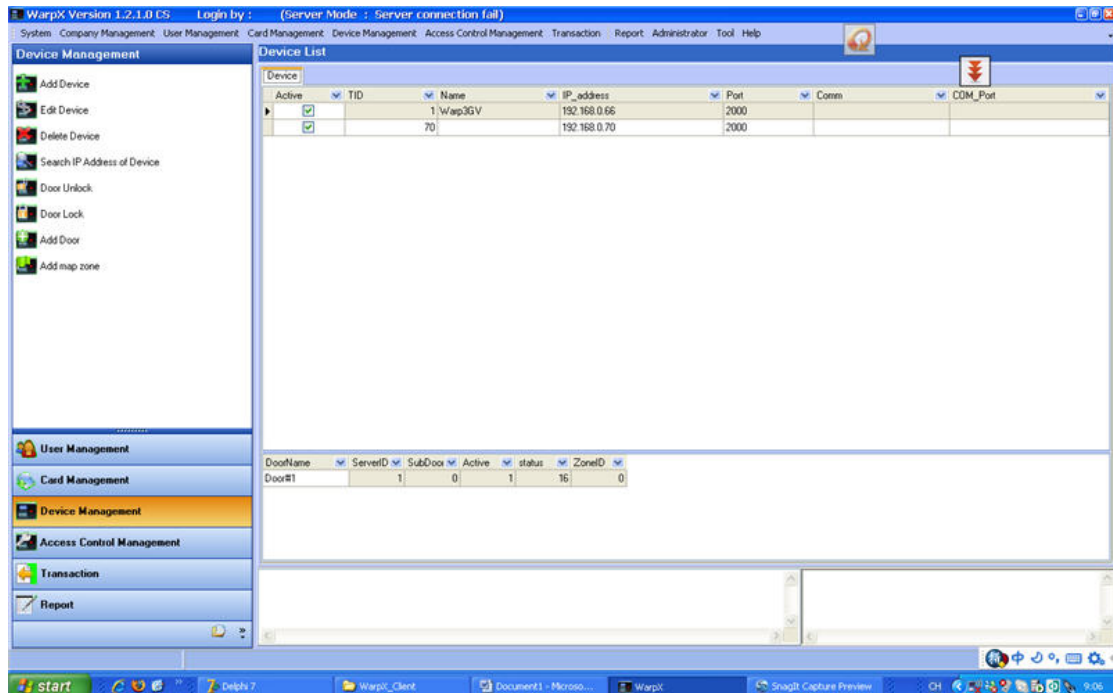 WarpX Version 1.2.1.0 CS Login by : (Server Mode : Server connection fail)
System Company Management User Management Card Management Device Management Access Control Management Transaction Report Administrator Tool Help
Device Management
Add Device
Edit Device
Delete Device
Search IP Address of Device
Door Unlock
Door Lock
Add Door
Add map zone
User Management
Card Management
Device Management
Access Control Management
Transaction
Report
Device List
Device
Active TID Name IP_address Port Comm COM_Port
1 Warp3GV 192.168.0.66 2000
70 192.168.0.70 2000
DoorName ServerID SubDoor Active status ZoneID
Door#1 1 0 1 16 0
中
start Delphi 7 WarpX_Client Document1 - Microso... WarpX SnagIt Capture Preview CH 9:06